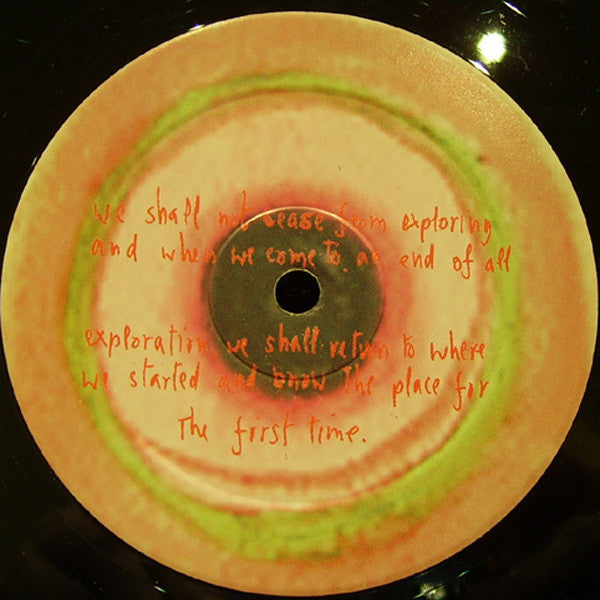 we shall not cease from exploring
and when we come to an end of all
exploration we shall return to where
we started and know the place for
the first time.